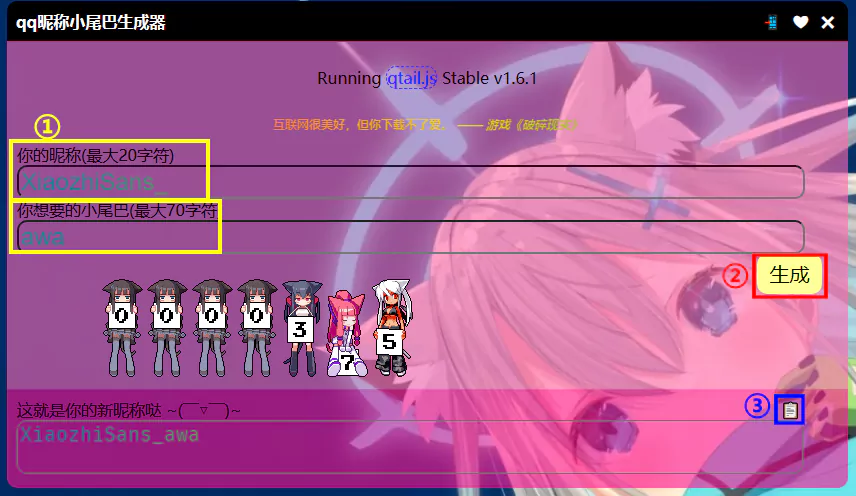 qq昵称小尾巴生成器
Running qtail.js Stable v1.6.1
互联网很美好，但你下载不了爱。 —— 游戏《破碎现实》
①
你的昵称(最大20字符)
XiaozhiSans_
你想要的小尾巴(最大70字符
awa
② 生成
0 0 0 0 3 7 5
这就是你的新昵称哒 ~(￣▽￣)~
③
XiaozhiSans_awa